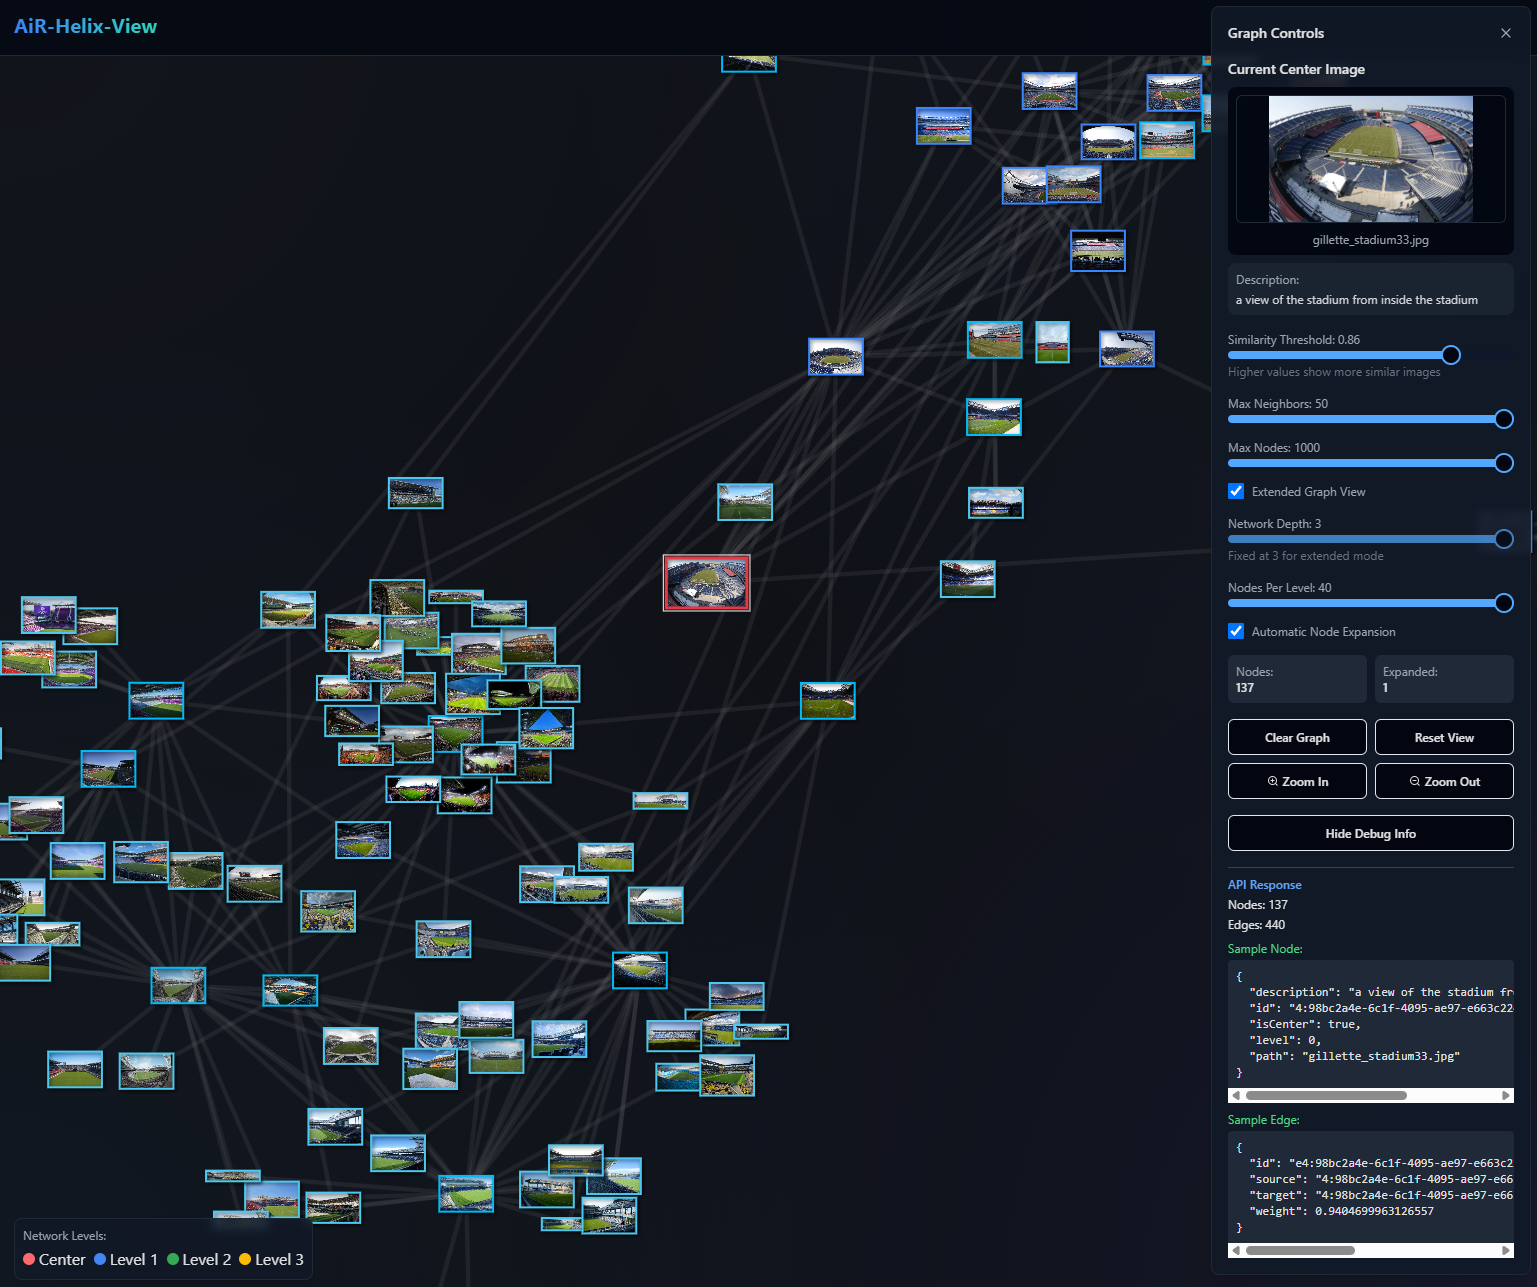 AiR-Helix-View
Graph Controls
Current Center Image
gillette_stadium33.jpg
Description:
a view of the stadium from inside the stadium
Similarity Threshold: 0.86
Higher values show more similar images
Max Neighbors: 50
Max Nodes: 1000
Extended Graph View
Network Depth: 3
Fixed at 3 for extended mode
Nodes Per Level: 40
Automatic Node Expansion
Nodes:
137
Expanded:
1
Clear Graph
Reset View
Zoom In
Zoom Out
Hide Debug Info
API Response
Nodes: 137
Edges: 440
Sample Node:
{
"description": "a view of the stadium fr
"id": "4:98bc2a4e-6c1f-4095-ae97-e663c22
"isCenter": true,
"level": 0,
"path": "gillette_stadium33.jpg"
}
Sample Edge:
{
"id": "e4:98bc2a4e-6c1f-4095-ae97-e663c2
"source": "4:98bc2a4e-6c1f-4095-ae97-e66
"target": "4:98bc2a4e-6c1f-4095-ae97-e66
"weight": 0.9404699963126557
}
Network Levels:
Center Level 1 Level 2 Level 3